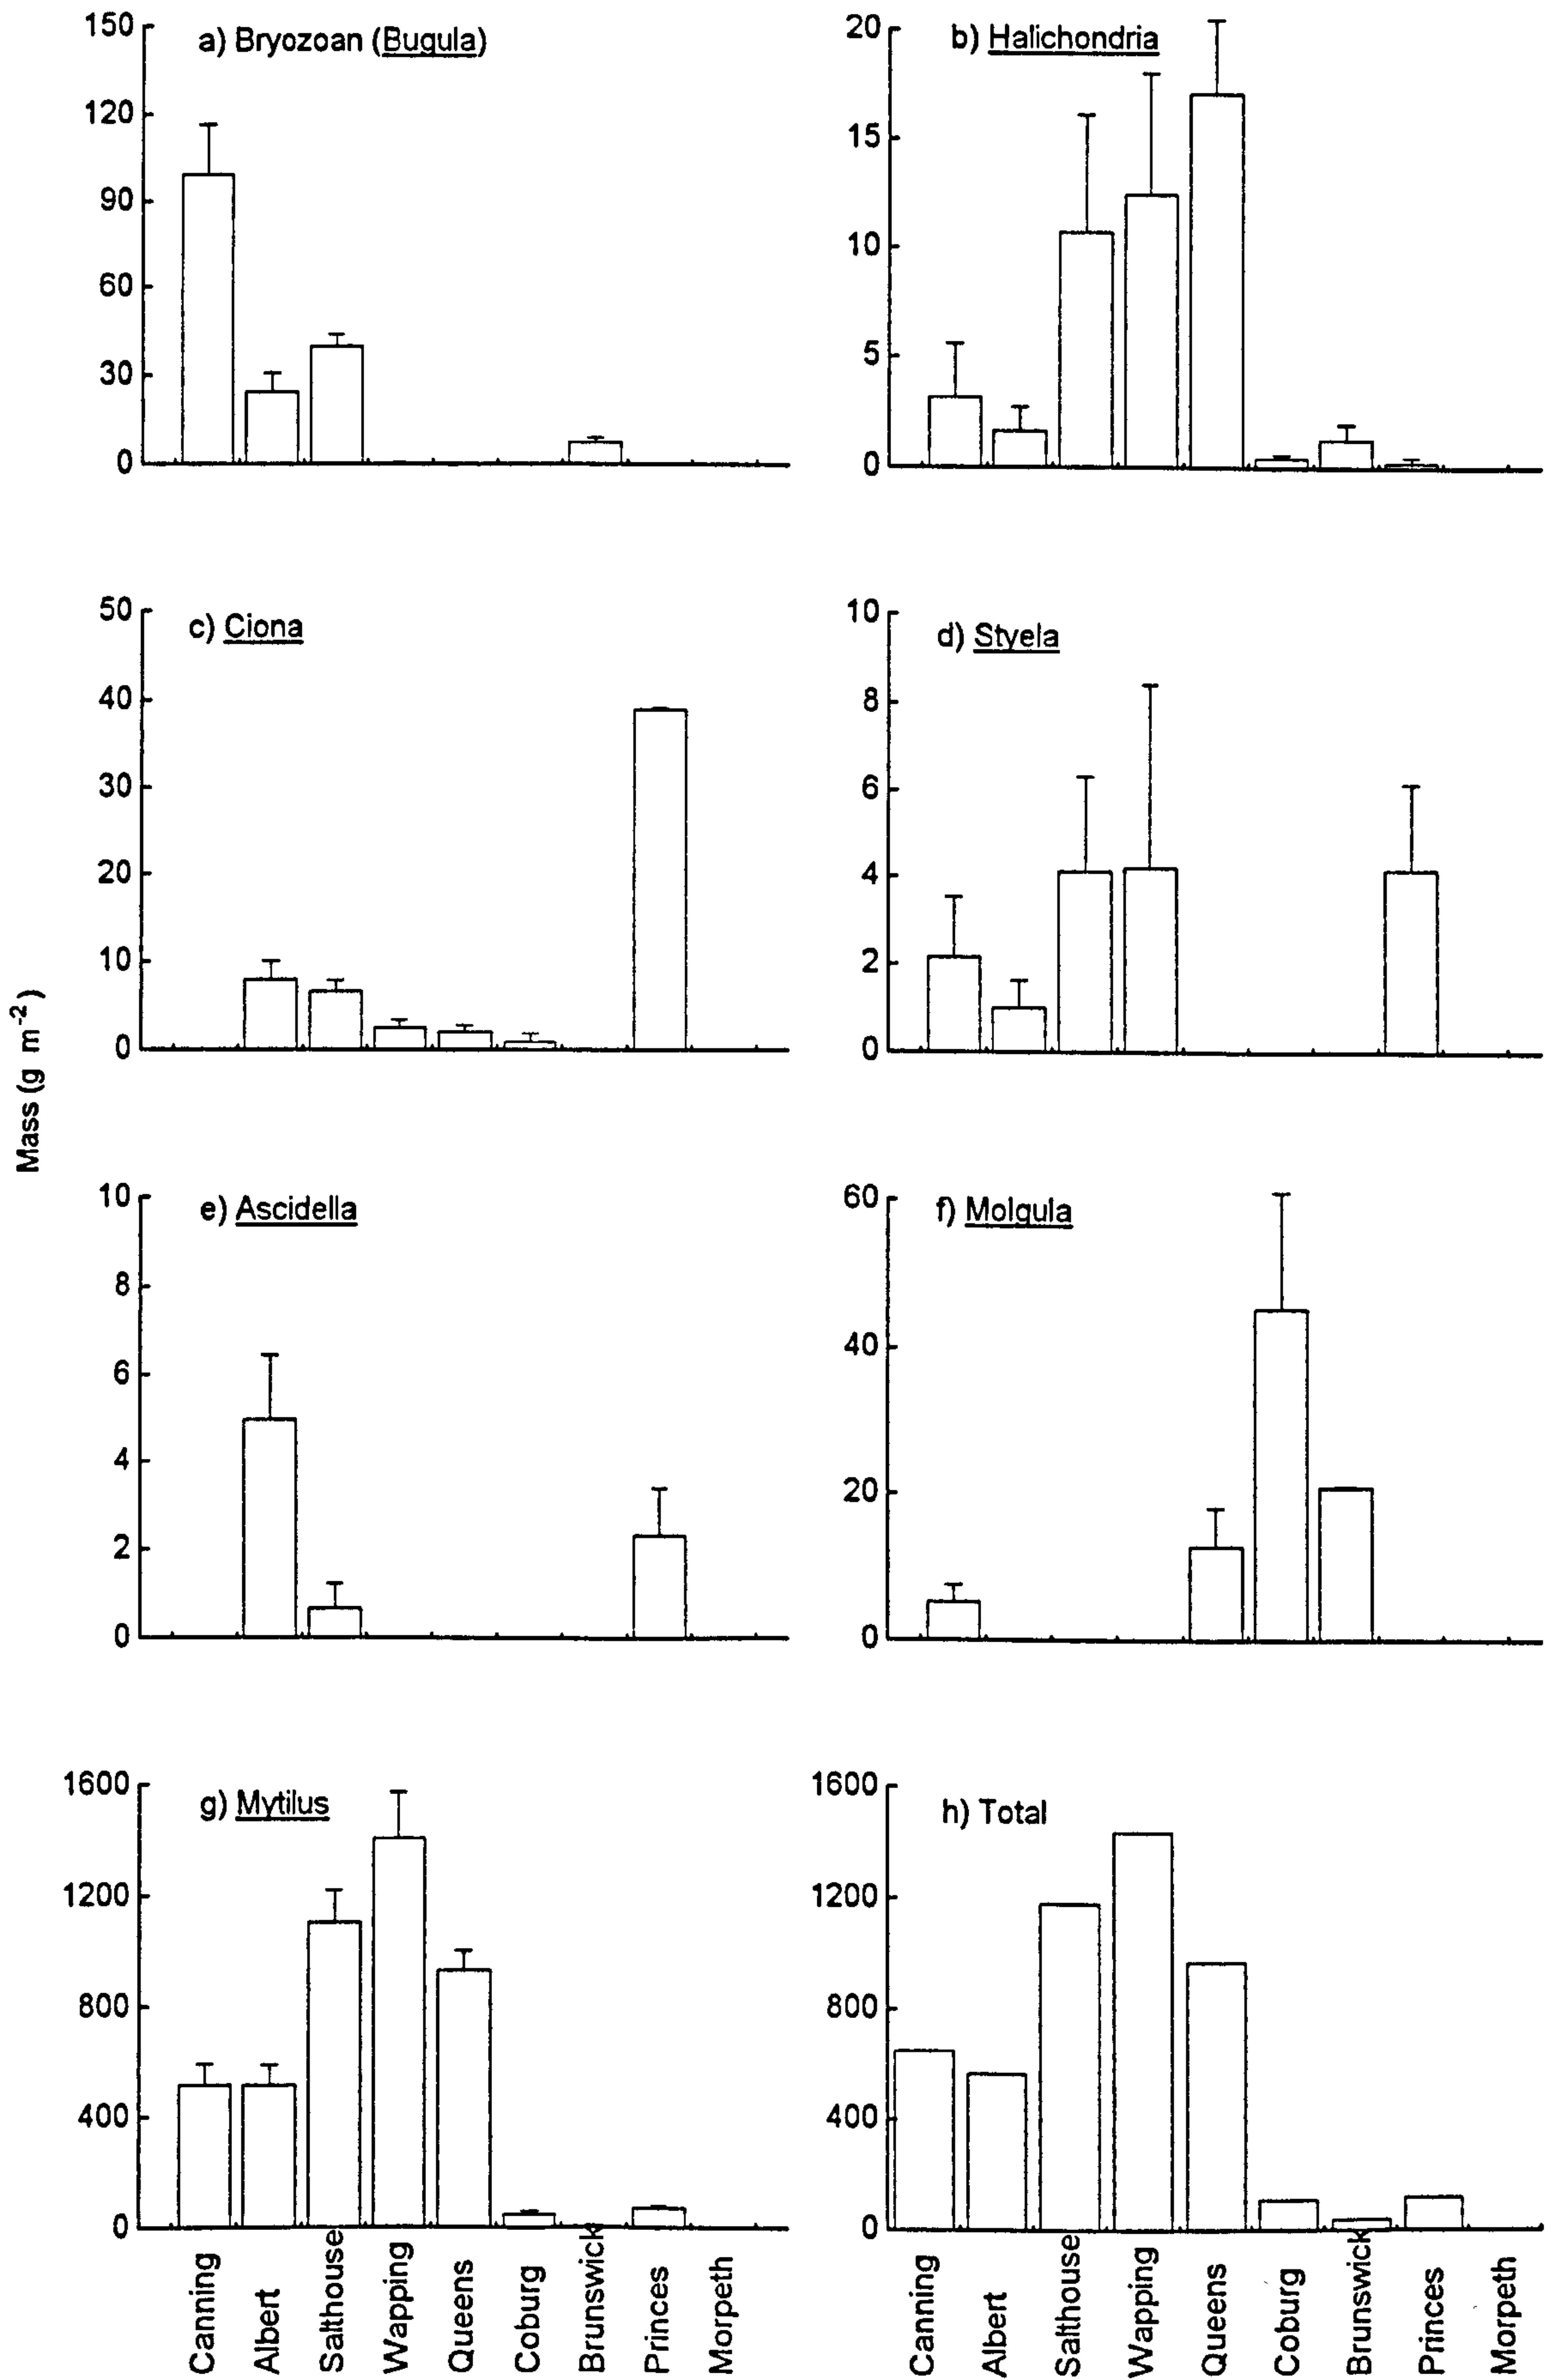 a) Bryozoan (Bugula)
150
120
90
60
30
0
b) Halichondria
20
15
10
5
0
c) Ciona
50
40
30
20
10
0
d) Styela
10
8
6
4
2
0
Mass (g m-2)
e) Ascidella
10
8
6
4
2
0
f) Molgula
60
40
20
0
g) Mytilus
1600
1200
800
400
0
h) Total
1600
1200
800
400
0
Canning
Albert
Salthouse
Wapping
Queens
Coburg
Brunswick
Princes
Morpeth
Canning
Albert
Salthouse
Wapping
Queens
Coburg
Brunswick
Princes
Morpeth